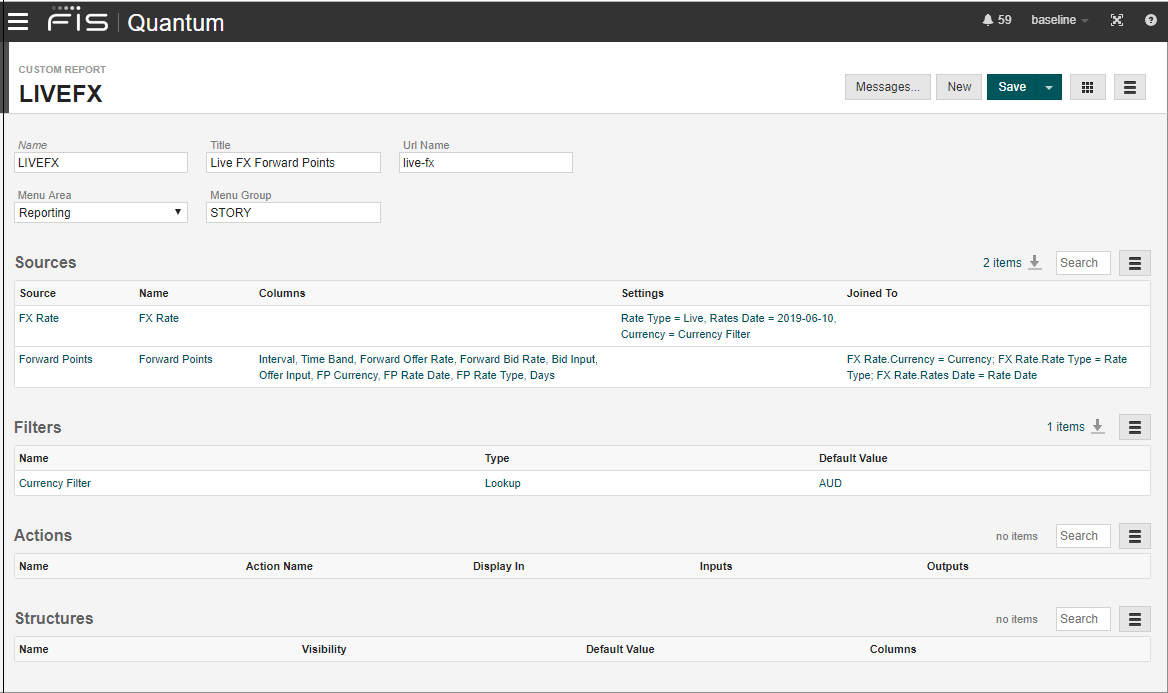 FIS Quantum 59 baseline ?
CUSTOM REPORT
LIVEFX Messages... New Save
Name Title Url Name
LIVEFX Live FX Forward Points live-fx
Menu Area Menu Group
Reporting STORY
Sources 2 items Search
Source Name Columns Settings Joined To
FX Rate FX Rate Rate Type = Live, Rates Date = 2019-06-10,
Currency = Currency Filter
Forward Points Forward Points Interval, Time Band, Forward Offer Rate, Forward Bid Rate, Bid Input, FX Rate.Currency = Currency; FX Rate.Rate Type = Rate
Offer Input, FP Currency, FP Rate Date, FP Rate Type, Days Type; FX Rate.Rates Date = Rate Date
Filters 1 items
Name Type Default Value
Currency Filter Lookup AUD
Actions no items Search
Name Action Name Display In Inputs Outputs
Structures no items Search
Name Visibility Default Value Columns